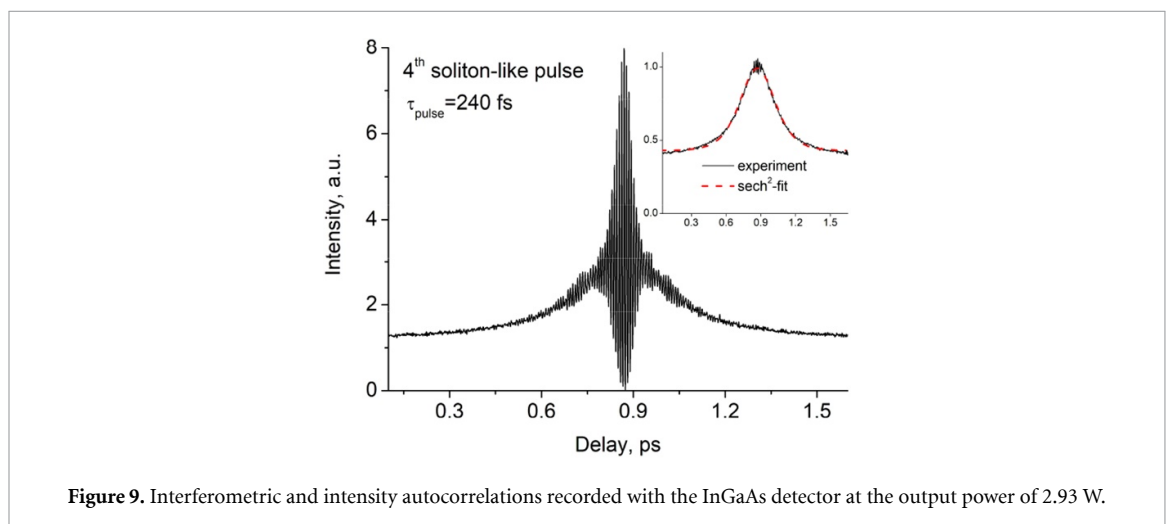 8
6
4
2
0
Intensity, a.u.
4th soliton-like pulse
τpulse=240 fs
1.0
0.5
0.0
experiment
sech2-fit
0.3 0.6 0.9 1.2 1.5
0.3 0.6 0.9 1.2 1.5
Delay, ps
Figure 9. Interferometric and intensity autocorrelations recorded with the InGaAs detector at the output power of 2.93 W.